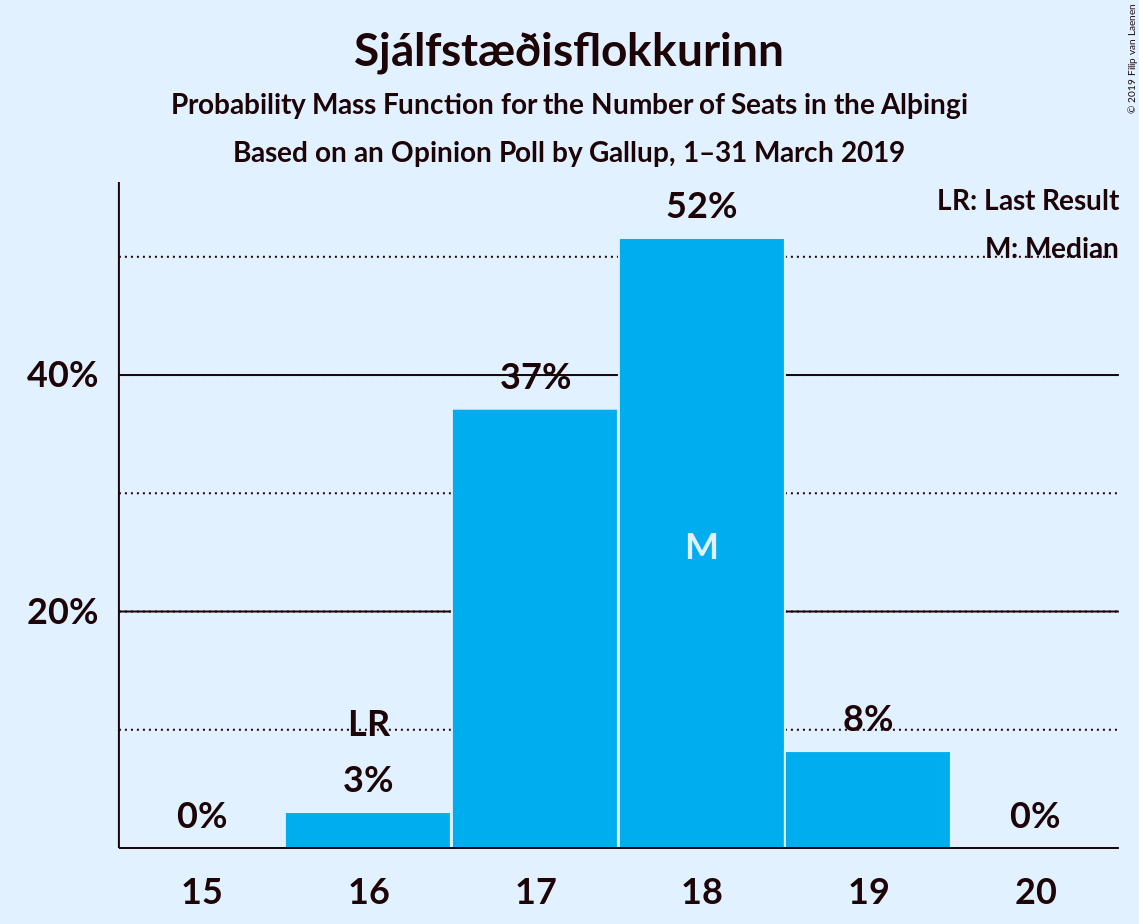 Sjálfstæðisflokkurinn
Probability Mass Function for the Number of Seats in the Alþingi
Based on an Opinion Poll by Gallup, 1–31 March 2019
© 2019 Filip van Laenen
LR: Last Result
M: Median
52%
40%
37%
M
20%
LR
8%
3%
0%
0%
15 16 17 18 19 20